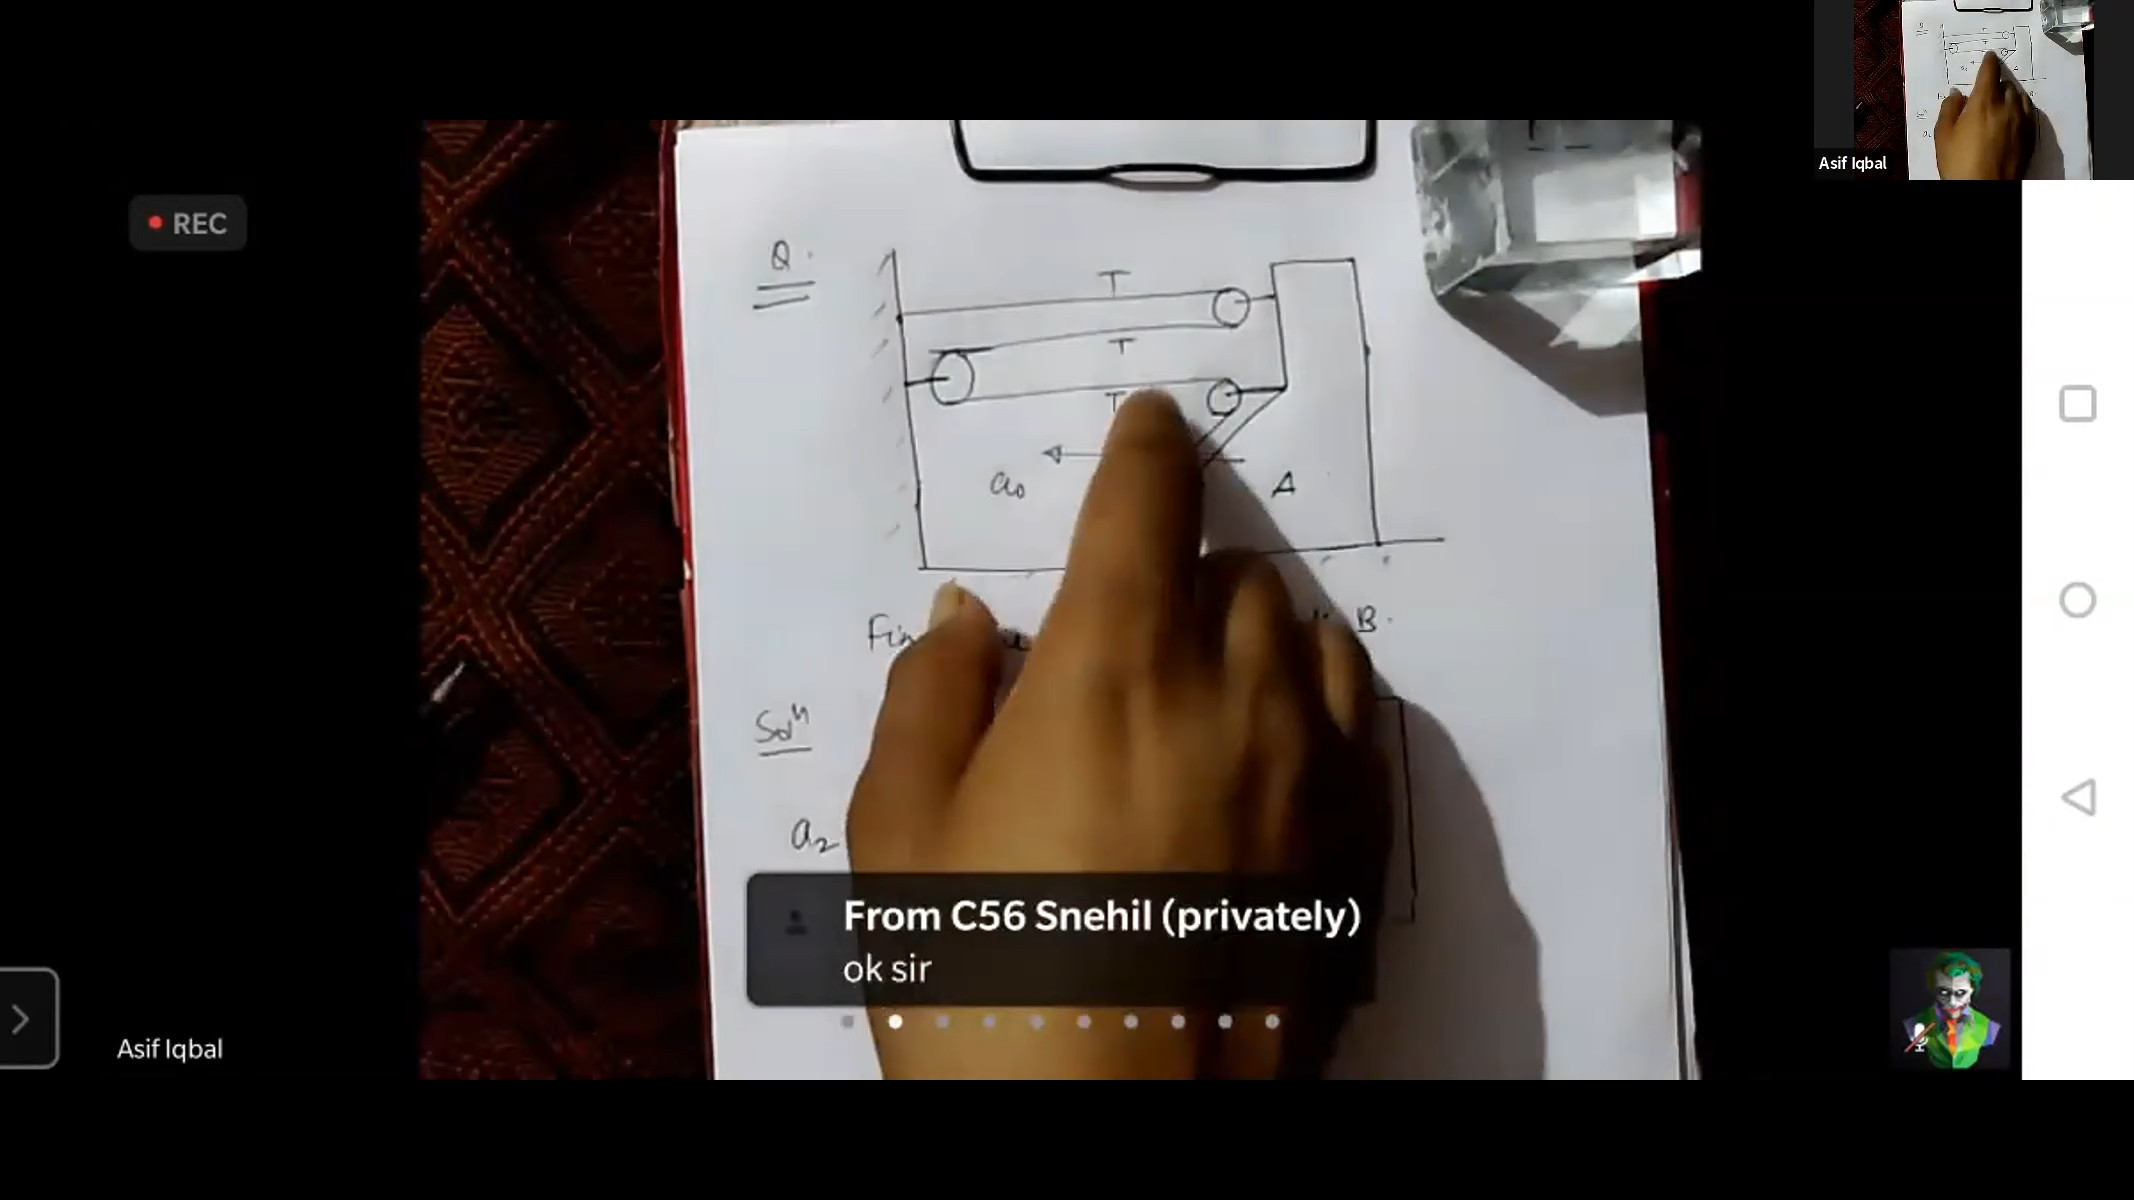 Asif Iqbal
REC
Q.
T
T
T
a₀
A
B.
Solⁿ
a₂
From C56 Snehil (privately)
ok sir
Asif Iqbal